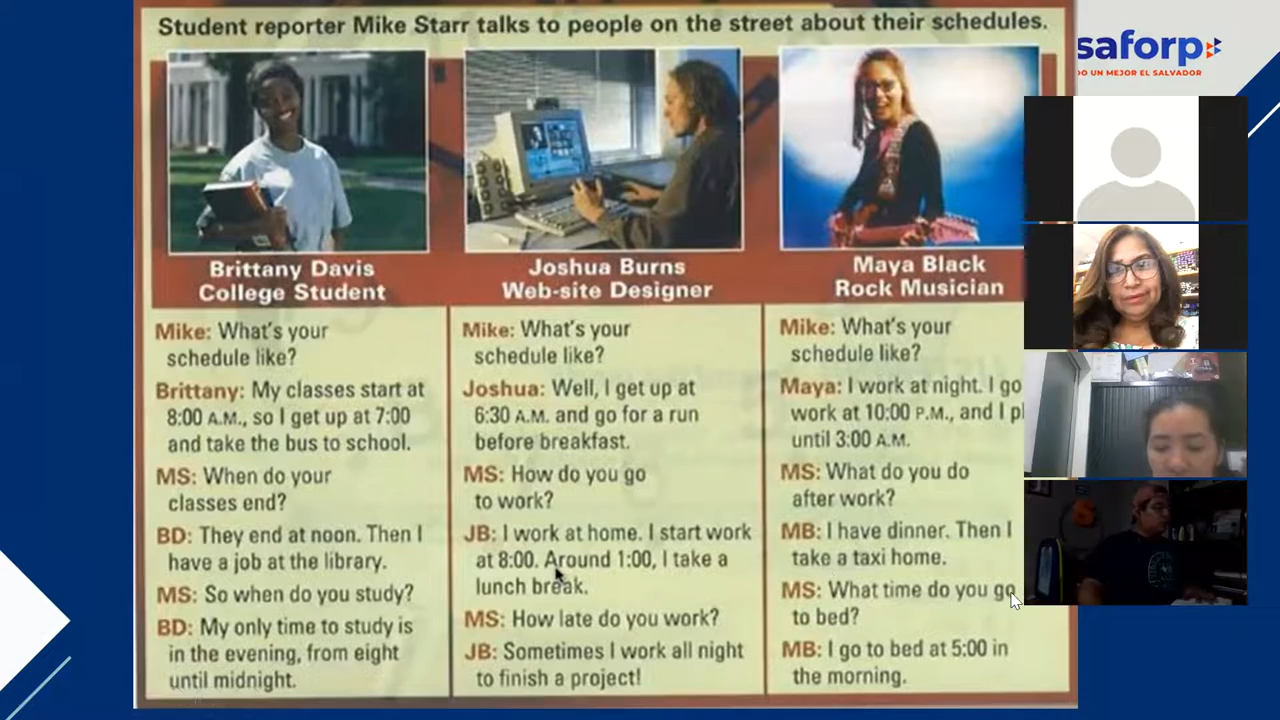 Student reporter Mike Starr talks to people on the street about their schedules.
saforp
UN MEJOR EL SALVADOR
Brittany Davis
College Student
Mike: What's your
schedule like?
Brittany: My classes start at
8:00 A.M., so I get up at 7:00
and take the bus to school.
MS: When do your
classes end?
BD: They end at noon. Then I
have a job at the library.
MS: So when do you study?
BD: My only time to study is
in the evening, from eight
until midnight.
Joshua Burns
Web-site Designer
Mike: What's your
schedule like?
Joshua: Well, I get up at
6:30 A.M. and go for a run
before breakfast.
MS: How do you go
to work?
JB: I work at home. I start work
at 8:00. Around 1:00, I take a
lunch break.
MS: How late do you work?
JB: Sometimes I work all night
to finish a project!
Maya Black
Rock Musician
Mike: What's your
schedule like?
Maya: I work at night. I go
work at 10:00 P.M., and I
until 3:00 A.M.
MS: What do you do
after work?
MB: I have dinner. Then I
take a taxi home.
MS: What time do you go
to bed?
MB: I go to bed at 5:00 in
the morning.